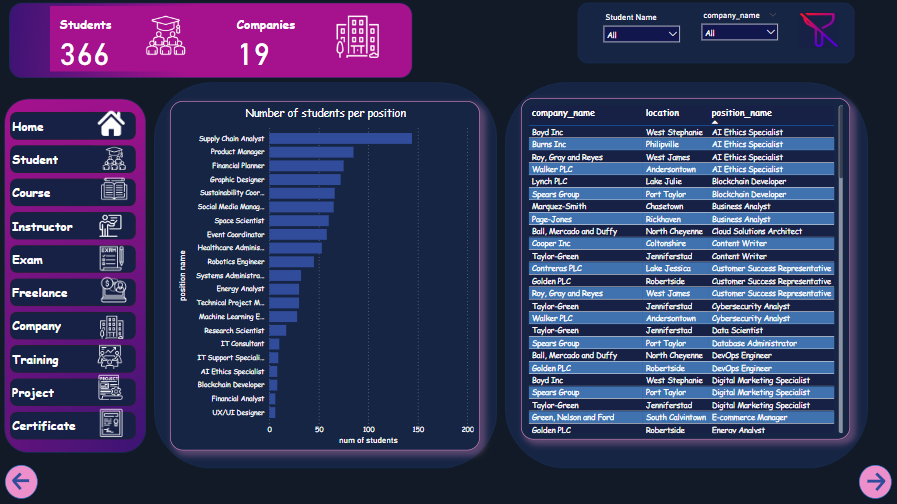 Students
366
Companies
19
Student Name
All
company_name
All
Home
Student
Course
Instructor
Exam
EXAM
Freelance
Company
Training
Project
PROJECT
Certificate
Number of students per position
position name
Supply Chain Analyst
Product Manager
Financial Planner
Graphic Designer
Sustainability Coor...
Social Media Manag...
Space Scientist
Event Coordinator
Healthcare Adminis...
Robotics Engineer
Systems Administra...
Energy Analyst
Technical Project M...
Machine Learning E...
Research Scientist
IT Consultant
IT Support Speciali...
AI Ethics Specialist
Blockchain Developer
Financial Analyst
UX/UI Designer
0 50 100 150 200
num of students
company_name location position_name
Boyd Inc West Stephanie AI Ethics Specialist
Burns Inc Philipville AI Ethics Specialist
Roy, Gray and Reyes West James AI Ethics Specialist
Walker PLC Andersontown AI Ethics Specialist
Lynch PLC Lake Julie Blockchain Developer
Spears Group Port Taylor Blockchain Developer
Marquez-Smith Chasetown Business Analyst
Page-Jones Rickhaven Business Analyst
Ball, Mercado and Duffy North Cheyenne Cloud Solutions Architect
Cooper Inc Coltonshire Content Writer
Taylor-Green Jenniferstad Content Writer
Contreras PLC Lake Jessica Customer Success Representative
Golden PLC Robertside Customer Success Representative
Roy, Gray and Reyes West James Customer Success Representative
Taylor-Green Jenniferstad Cybersecurity Analyst
Walker PLC Andersontown Cybersecurity Analyst
Taylor-Green Jenniferstad Data Scientist
Spears Group Port Taylor Database Administrator
Ball, Mercado and Duffy North Cheyenne DevOps Engineer
Golden PLC Robertside DevOps Engineer
Boyd Inc West Stephanie Digital Marketing Specialist
Spears Group Port Taylor Digital Marketing Specialist
Taylor-Green Jenniferstad Digital Marketing Specialist
Green, Nelson and Ford South Calvintown E-commerce Manager
Golden PLC Robertside Energy Analyst